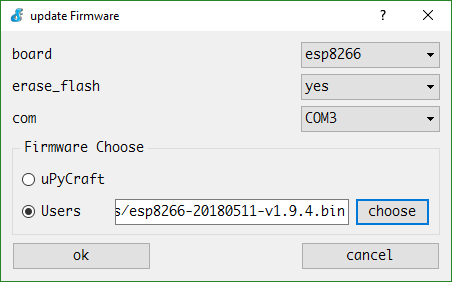 update Firmware
board esp8266
erase_flash yes
com COM3
Firmware Choose
uPyCraft
Users s/esp8266-20180511-v1.9.4.bin choose
ok cancel